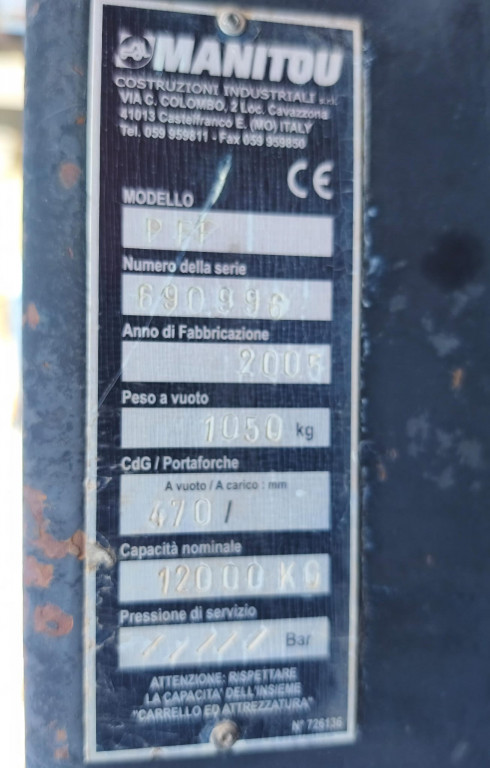 MANITOU
COSTRUZIONI INDUSTRIALI s.r.l.
VIA C. COLOMBO, 2 Loc. Cavazzona
41013 Castelfranco E. (MO) ITALY
Tel. 059 959811 - Fax 059 959850
CE
MODELLO
Numero della serie
690.998
Anno di Fabbricazione
2005
Peso a vuoto
1050 kg
CdG / Portaforche
A vuoto / A carico : mm
470 /
Capacità nominale
12000 KG
Pressione di servizio
Bar
ATTENZIONE: RISPETTARE
LA CAPACITA' DELL'INSIEME
"CARRELLO ED ATTREZZATURA"
N° 726136